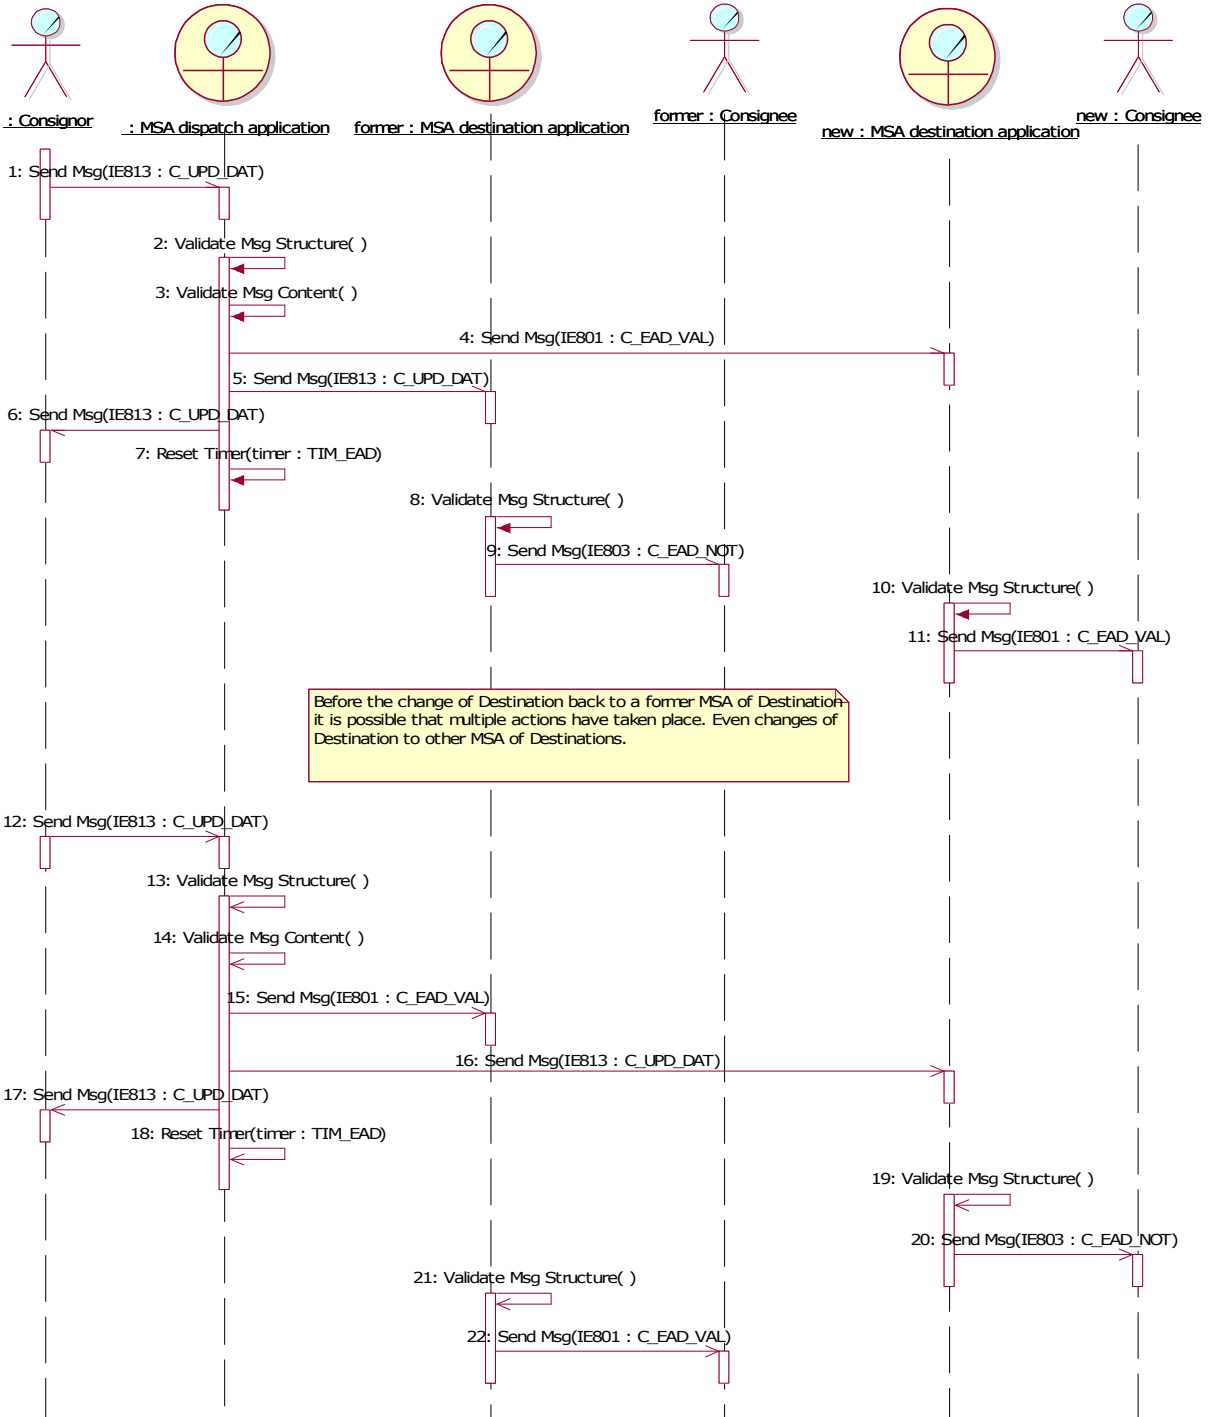 : Consignor
: MSA dispatch application
former : MSA destination application
former : Consignee
new : MSA destination application
new : Consignee
1: Send Msg(IE813 : C_UPD_DAT)
2: Validate Msg Structure( )
3: Validate Msg Content( )
4: Send Msg(IE801 : C_EAD_VAL)
5: Send Msg(IE813 : C_UPD_DAT)
6: Send Msg(IE813 : C_UPD_DAT)
7: Reset Timer(timer : TIM_EAD)
8: Validate Msg Structure( )
9: Send Msg(IE803 : C_EAD_NOT)
10: Validate Msg Structure( )
11: Send Msg(IE801 : C_EAD_VAL)
Before the change of Destination back to a former MSA of Destination
it is possible that multiple actions have taken place. Even changes of
Destination to other MSA of Destinations.
12: Send Msg(IE813 : C_UPD_DAT)
13: Validate Msg Structure( )
14: Validate Msg Content( )
15: Send Msg(IE801 : C_EAD_VAL)
16: Send Msg(IE813 : C_UPD_DAT)
17: Send Msg(IE813 : C_UPD_DAT)
18: Reset Timer(timer : TIM_EAD)
19: Validate Msg Structure( )
20: Send Msg(IE803 : C_EAD_NOT)
21: Validate Msg Structure( )
22: Send Msg(IE801 : C_EAD_VAL)